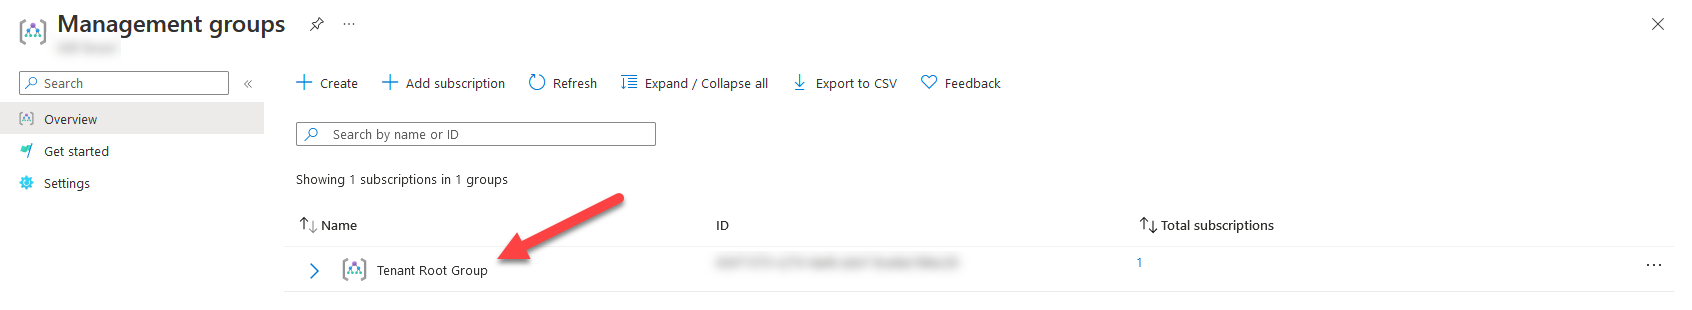 Management groups
Search
Overview
Get started
Settings
Create
Add subscription
Refresh
Expand / Collapse all
Export to CSV
Feedback
Search by name or ID
Showing 1 subscriptions in 1 groups
Name ID Total subscriptions
Tenant Root Group 1